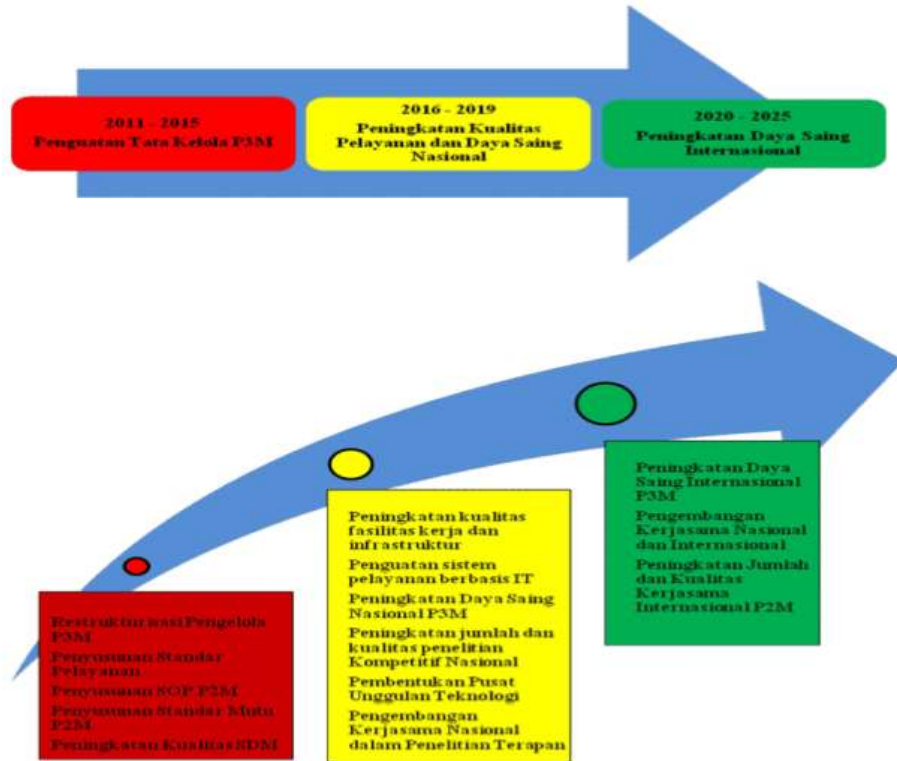 2011 - 2015
Penguatan Tata Kelola P3M
2016 - 2019
Peningkatan Kualitas
Pelayanan dan Daya Saing
Nasional
2020 - 2025
Peningkatan Daya Saing
Internasional
Restrukturisasi Pengelola
P3M
Penyusunan Standar
Pelayanan
Penyusunan SOP P2M
Penyusunan Standar Mutu
P2M
Peningkatan Kualitas SDM
Peningkatan kualitas
fasilitas kerja dan
infrastruktur
Penguatan sistem
pelayanan berbasis IT
Peningkatan Daya Saing
Nasional P3M
Peningkatan jumlah dan
kualitas penelitian
Kompetitif Nasional
Pembentukan Pusat
Unggulan Teknologi
Pengembangan
Kerjasama Nasional
dalam Penelitian Terapan
Peningkatan Daya
Saing Internasional
P3M
Pengembangan
Kerjasama Nasional
dan Internasional
Peningkatan Jumlah
dan Kualitas
Kerjasama
Internasional P2M